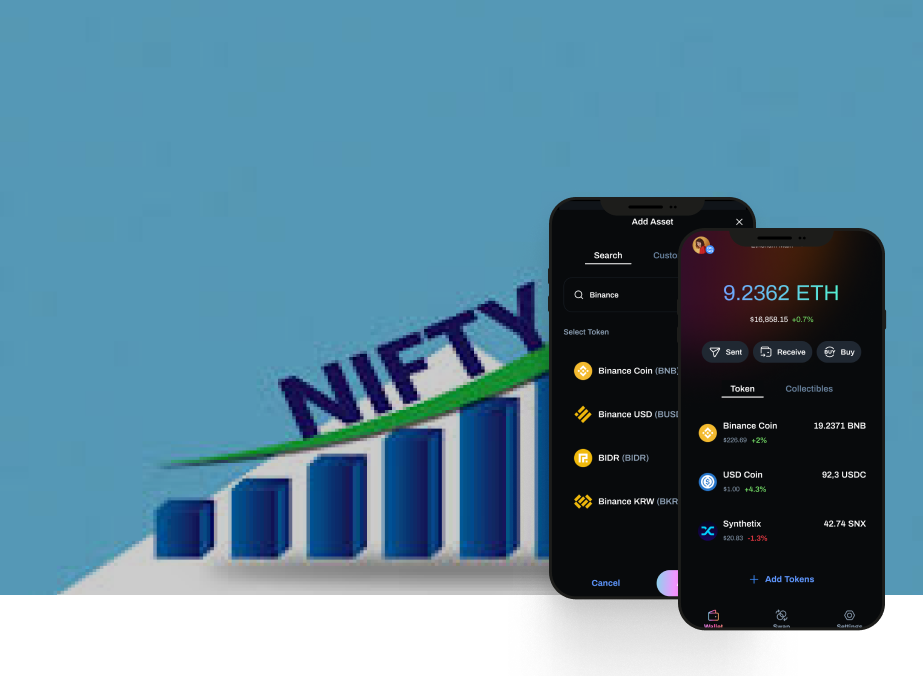 NIFTY
Add Asset
Search
Custo
Binance
Select Token
Binance Coin (BNB)
Binance USD (BUSD
BIDR (BIDR)
Binance KRW (BKR
Cancel
9.2362 ETH
$16,858.15 +0.7%
Sent
Receive
BUY Buy
Token
Collectibles
Binance Coin
19.2371 BNB
$226.69 +2%
USD Coin
92,3 USDC
$1.00 +4.3%
Synthetix
42.74 SNX
$20.83 -1.3%
Add Tokens
Wallet
Swap
Settings